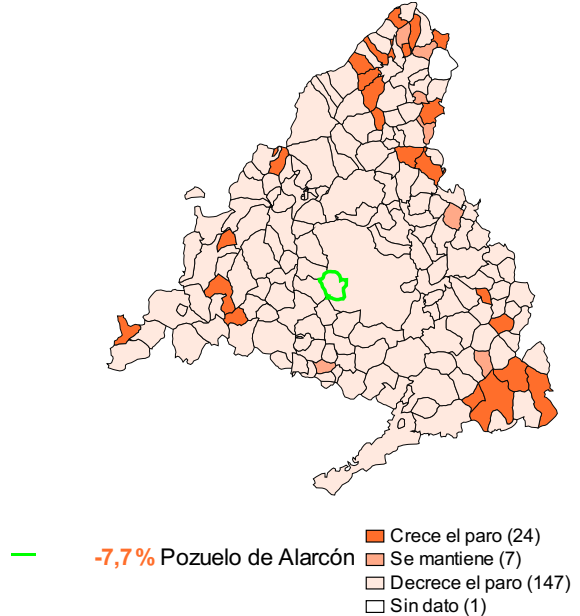 -7,7% Pozuelo de Alarcón
Crece el paro (24)
Se mantiene (7)
Decrece el paro (147)
Sin dato (1)